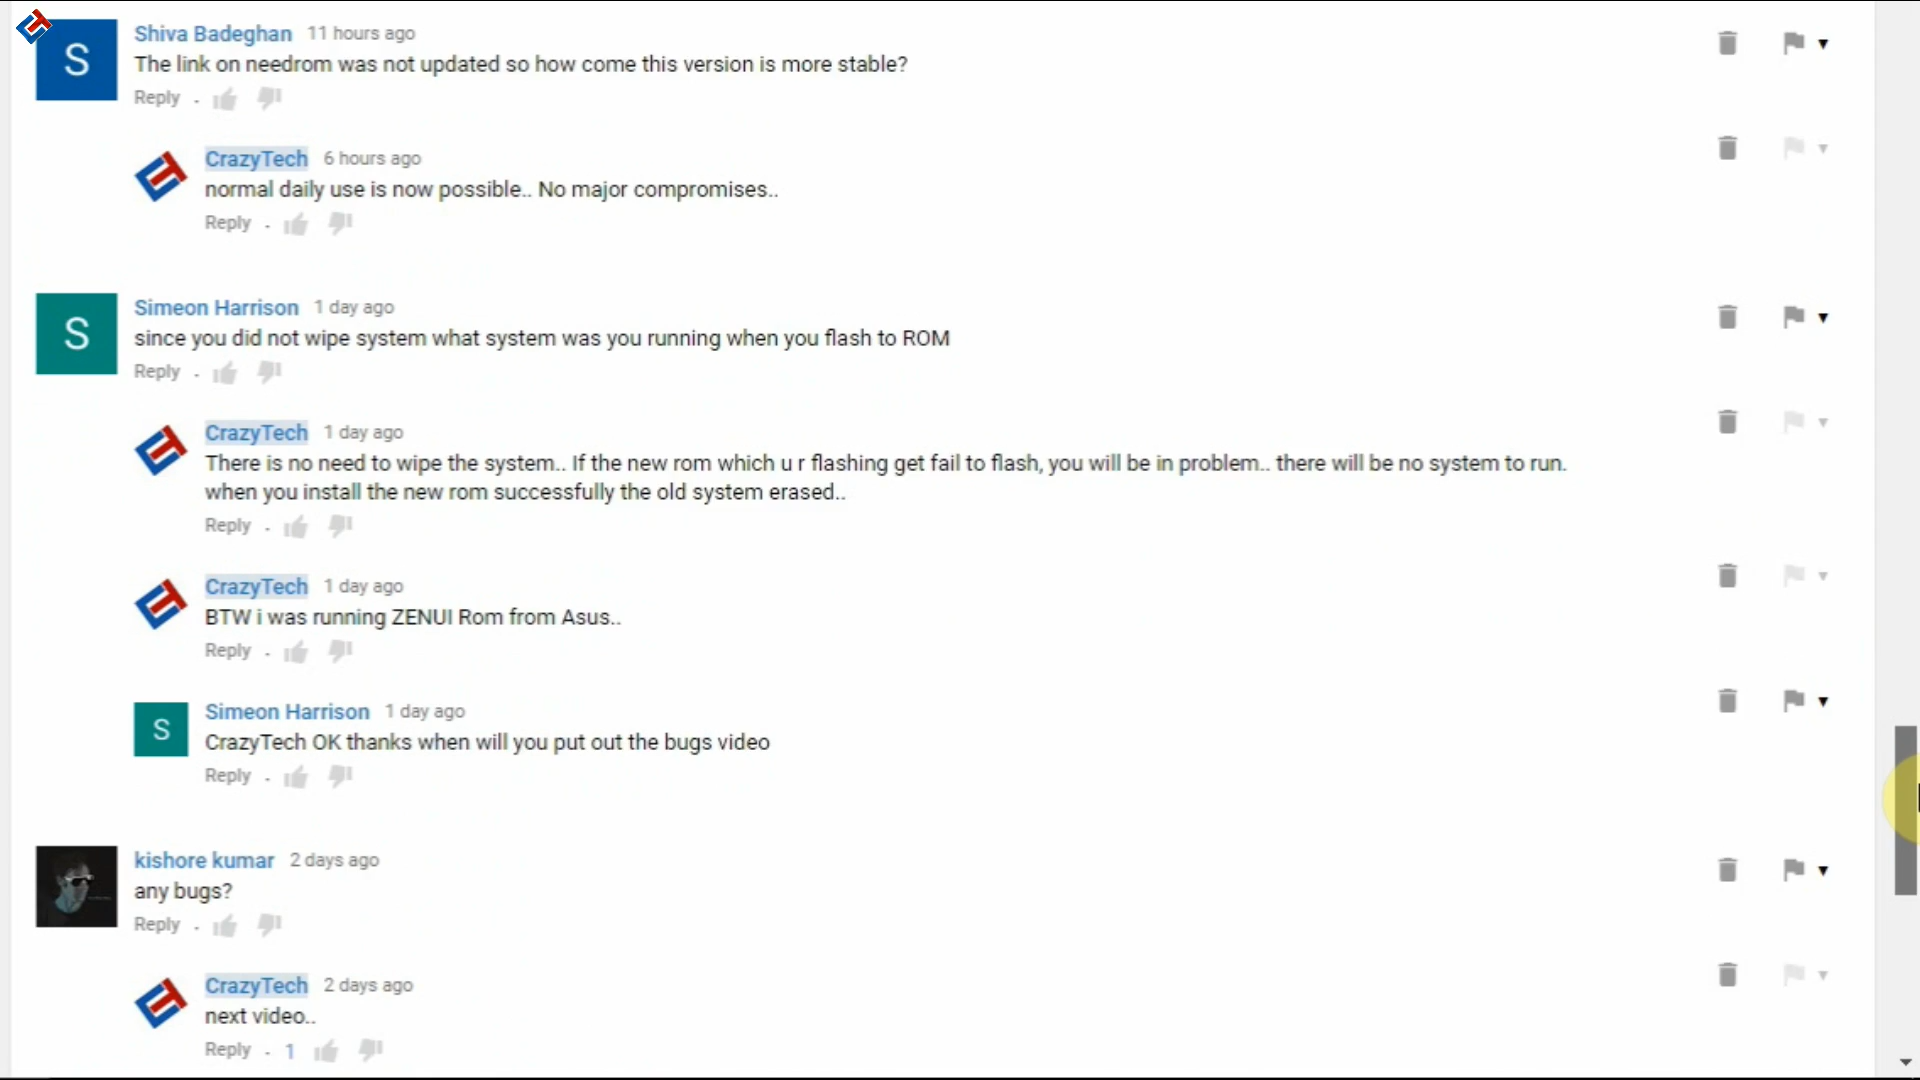 Shiva Badeghan 11 hours ago
The link on needrom was not updated so how come this version is more stable?
Reply .
CrazyTech 6 hours ago
normal daily use is now possible.. No major compromises..
Reply .
Simeon Harrison 1 day ago
since you did not wipe system what system was you running when you flash to ROM
Reply .
CrazyTech 1 day ago
There is no need to wipe the system.. If the new rom which u r flashing get fail to flash, you will be in problem.. there will be no system to run.
when you install the new rom successfully the old system erased..
Reply .
CrazyTech 1 day ago
BTW i was running ZENUI Rom from Asus..
Reply .
Simeon Harrison 1 day ago
CrazyTech OK thanks when will you put out the bugs video
Reply .
kishore kumar 2 days ago
any bugs?
Reply .
CrazyTech 2 days ago
next video..
Reply . 1
S
S
S